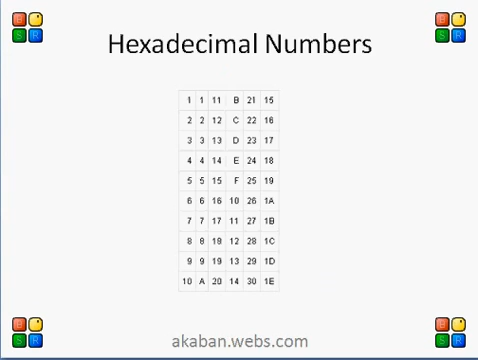 B B
S R S R
Hexadecimal Numbers
1 1 11 B 21 15
2 2 12 C 22 16
3 3 13 D 23 17
4 4 14 E 24 18
5 5 15 F 25 19
6 6 16 10 26 1A
7 7 17 11 27 1B
8 8 18 12 28 1C
9 9 19 13 29 1D
10 A 20 14 30 1E
B B
S R S R
akaban.webs.com